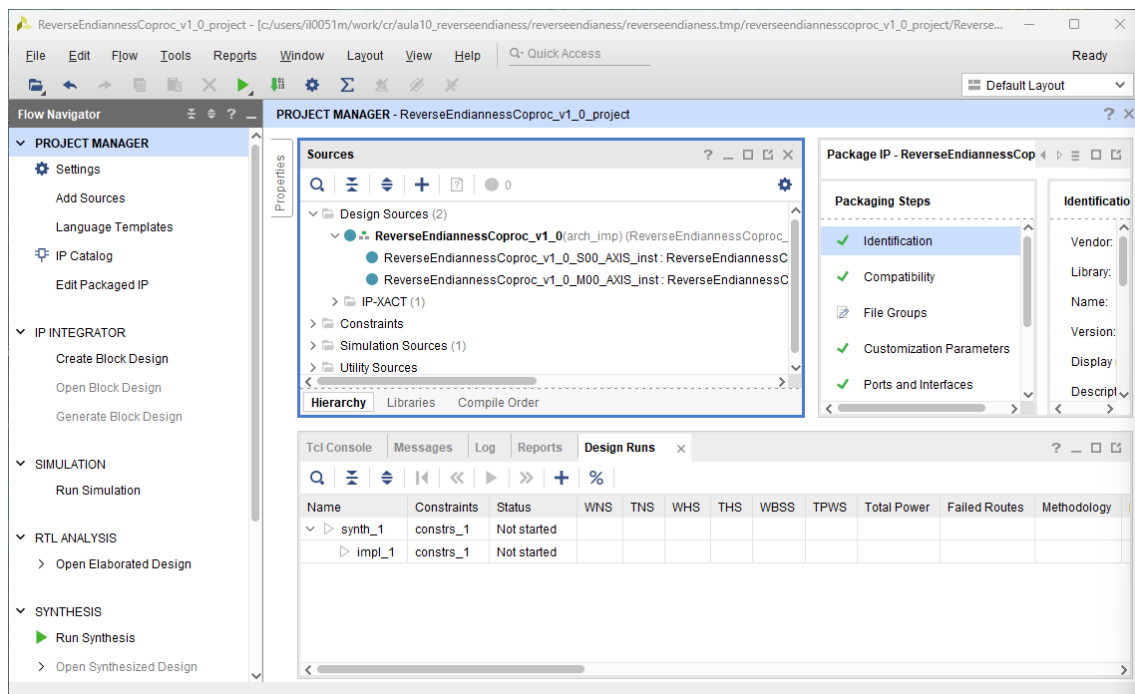 ReverseEndiannessCoproc_v1_0_project - [c:/users/il0051m/work/cr/aula10_reverseendianess/reverseendianess/reverseendianess.tmp/reverseendiannesscoproc_v1_0_project/Reverse...
File Edit Flow Tools Reports Window Layout View Help Q- Quick Access Ready
Default Layout
Flow Navigator
PROJECT MANAGER - ReverseEndiannessCoproc_v1_0_project
PROJECT MANAGER
Settings
Add Sources
Language Templates
IP Catalog
Edit Packaged IP
IP INTEGRATOR
Create Block Design
Open Block Design
Generate Block Design
SIMULATION
Run Simulation
RTL ANALYSIS
Open Elaborated Design
SYNTHESIS
Run Synthesis
Open Synthesized Design
Properties
Sources
0
Design Sources (2)
ReverseEndiannessCoproc_v1_0(arch_imp) (ReverseEndiannessCoproc_
ReverseEndiannessCoproc_v1_0_S00_AXIS_inst : ReverseEndiannessC
ReverseEndiannessCoproc_v1_0_M00_AXIS_inst : ReverseEndiannessC
IP-XACT (1)
Constraints
Simulation Sources (1)
Utility Sources
Hierarchy Libraries Compile Order
Package IP - ReverseEndiannessCop
Packaging Steps
Identification
Compatibility
File Groups
Customization Parameters
Ports and Interfaces
Identificatio
Vendor:
Library:
Name:
Version:
Display
Descript
Tcl Console Messages Log Reports Design Runs
Name Constraints Status WNS TNS WHS THS WBSS TPWS Total Power Failed Routes Methodology
synth_1 constrs_1 Not started
impl_1 constrs_1 Not started